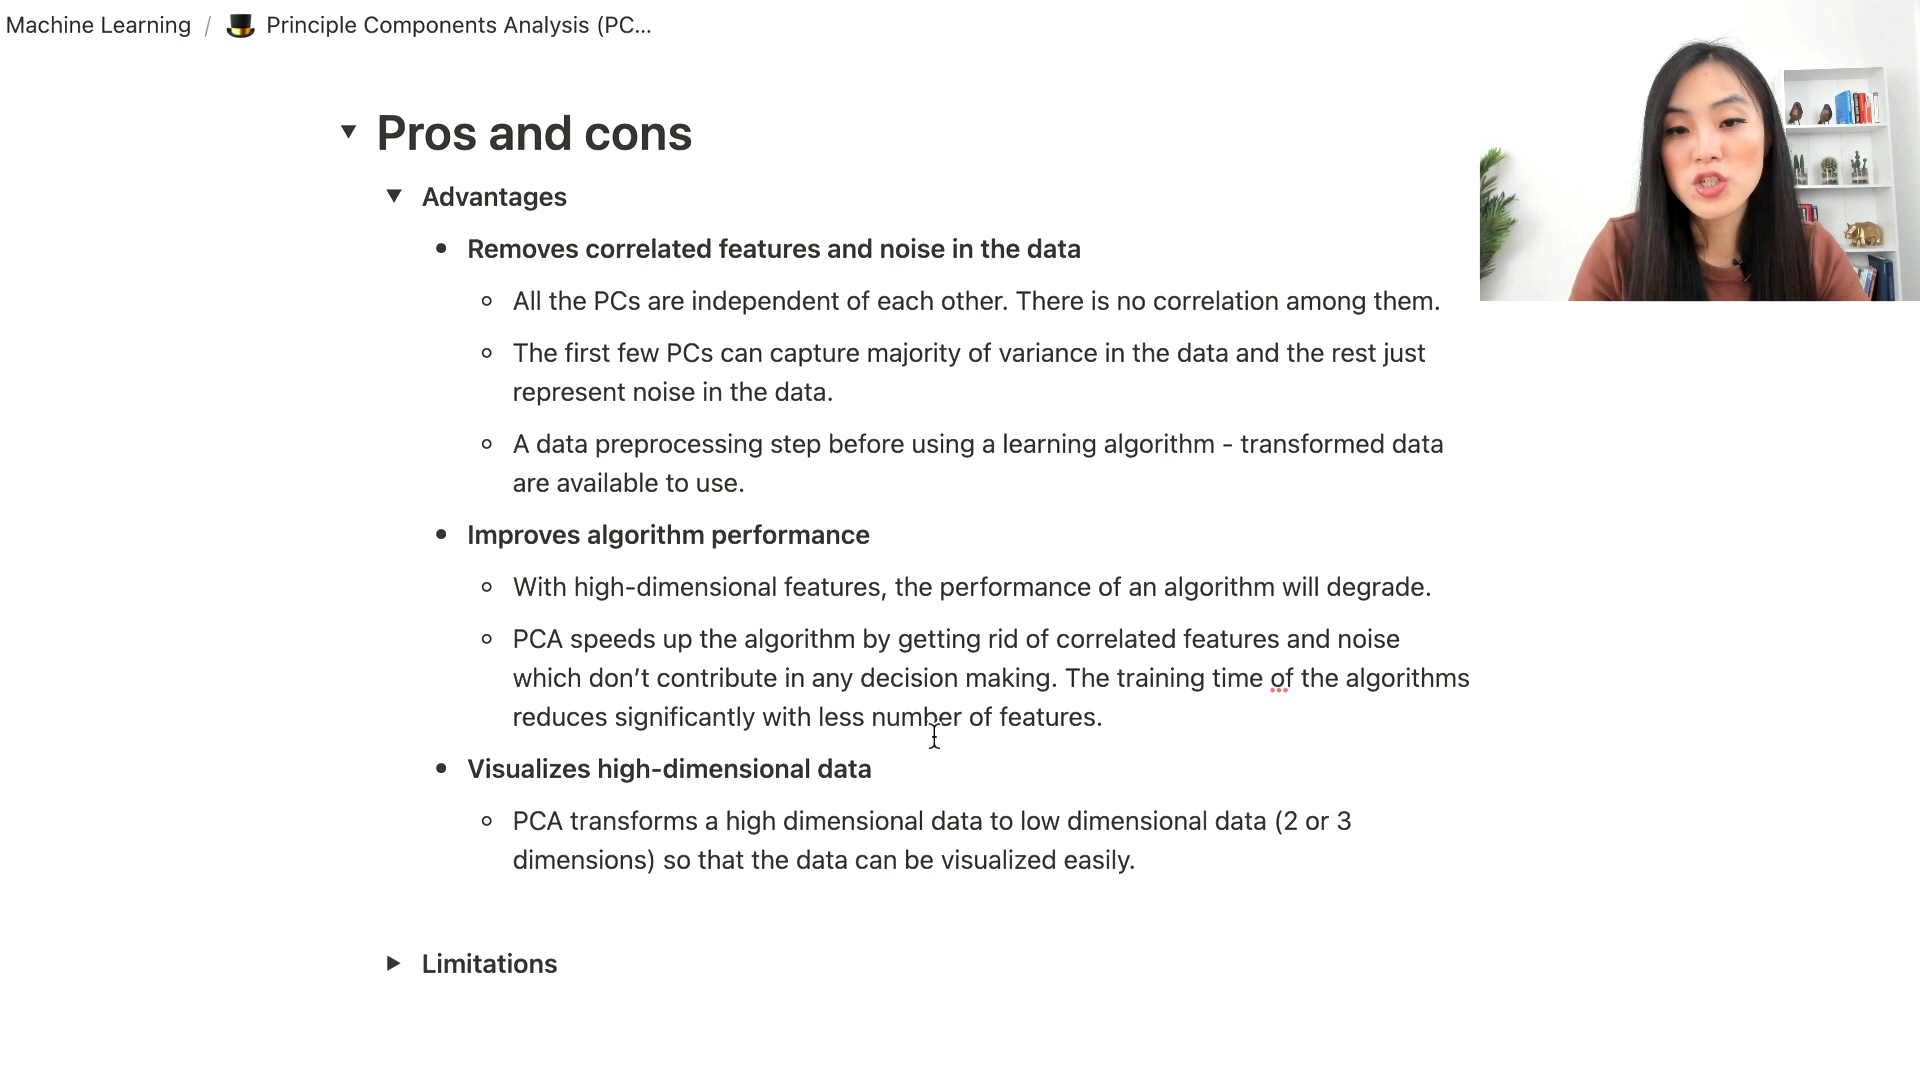 Machine Learning / Principle Components Analysis (PC...
Pros and cons
Advantages
Removes correlated features and noise in the data
All the PCs are independent of each other. There is no correlation among them.
The first few PCs can capture majority of variance in the data and the rest just
represent noise in the data.
A data preprocessing step before using a learning algorithm - transformed data
are available to use.
Improves algorithm performance
With high-dimensional features, the performance of an algorithm will degrade.
PCA speeds up the algorithm by getting rid of correlated features and noise
which don’t contribute in any decision making. The training time of the algorithms
reduces significantly with less number of features.
Visualizes high-dimensional data
PCA transforms a high dimensional data to low dimensional data (2 or 3
dimensions) so that the data can be visualized easily.
Limitations